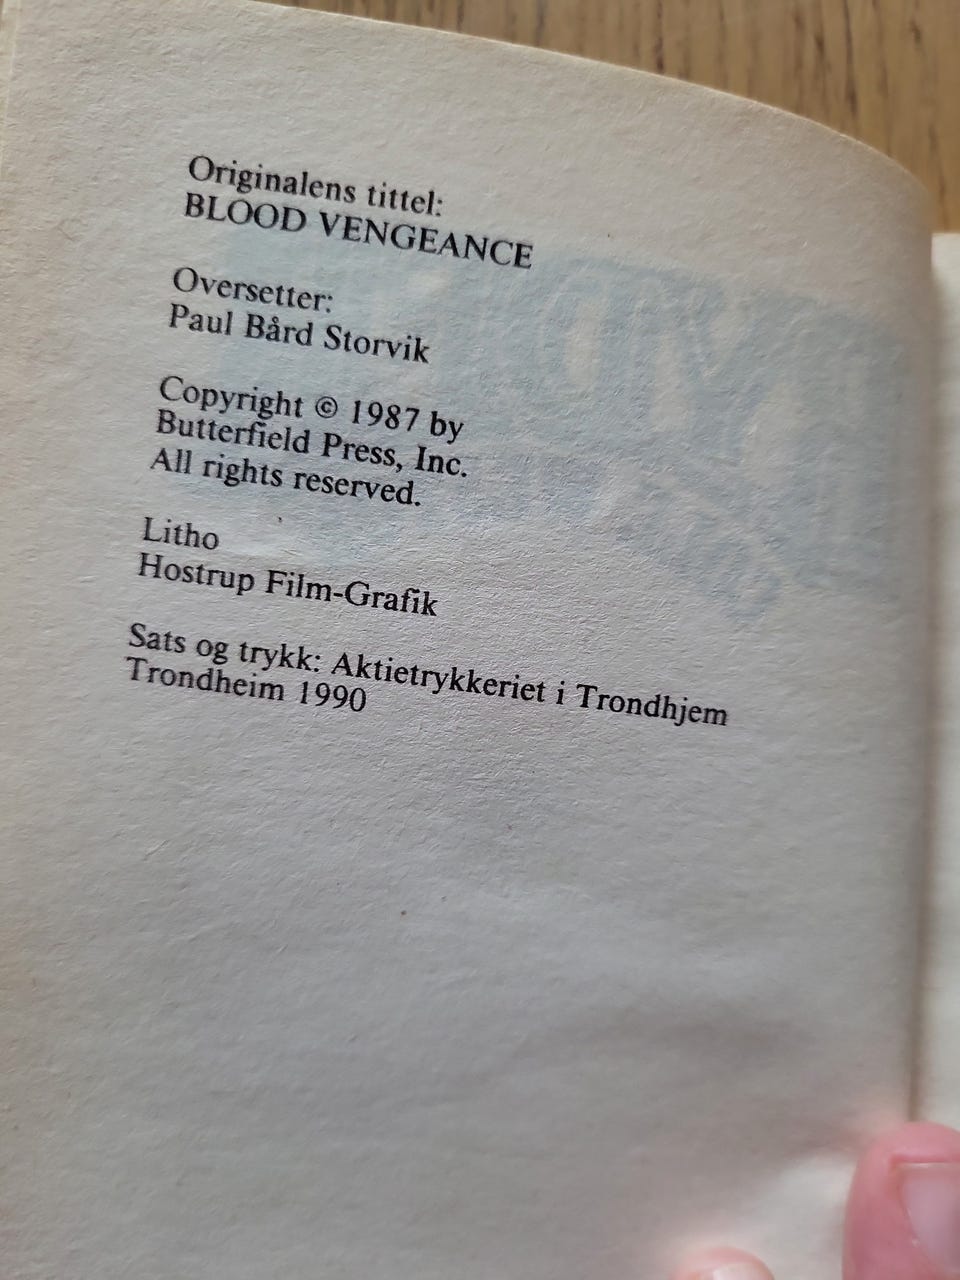 Originalens tittel:
BLOOD VENGEANCE
Oversetter:
Paul Bård Storvik
Copyright © 1987 by
Butterfield Press, Inc.
All rights reserved.
Litho
Hostrup Film-Grafik
Sats og trykk: Aktietrykkeriet i Trondhjem
Trondheim 1990